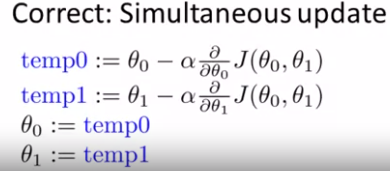 Correct: Simultaneous update
temp0 := θ₀ − α ∂/∂θ₀ J(θ₀, θ₁)
temp1 := θ₁ − α ∂/∂θ₁ J(θ₀, θ₁)
θ₀ := temp0
θ₁ := temp1